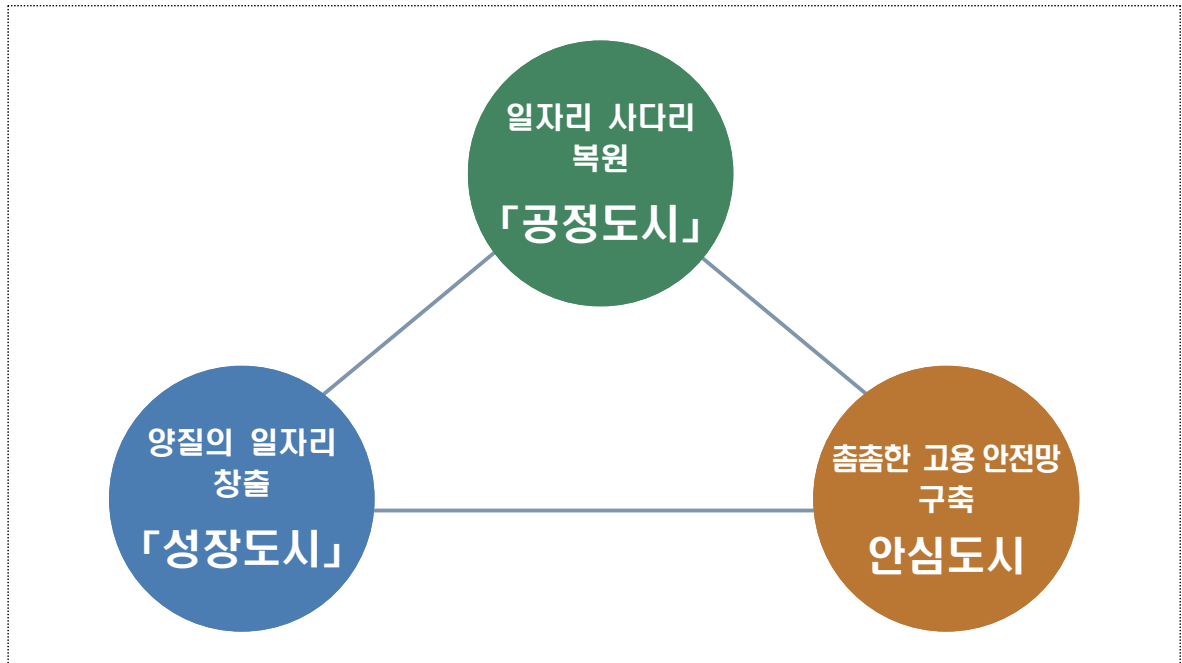 일자리 사다리
복원
「공정도시」
양질의 일자리
창출
「성장도시」
촘촘한 고용 안전망
구축
안심도시